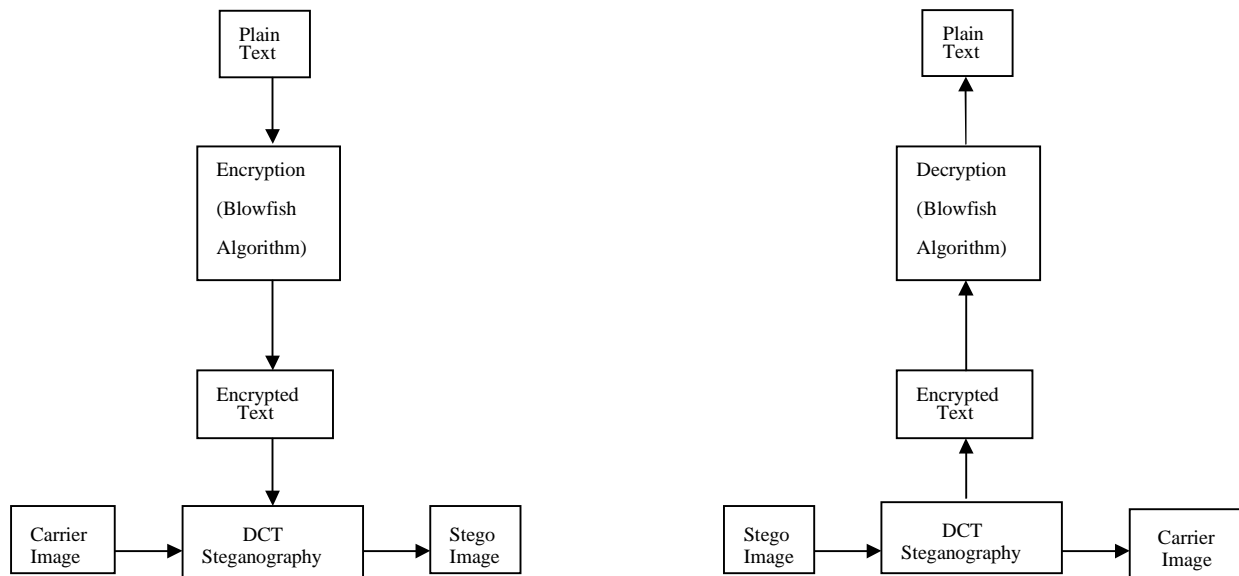 Plain
Text
Encryption
(Blowfish
Algorithm)
Encrypted
Text
Carrier
Image
DCT
Steganography
Stego
Image
Plain
Text
Decryption
(Blowfish
Algorithm)
Encrypted
Text
Stego
Image
DCT
Steganography
Carrier
Image